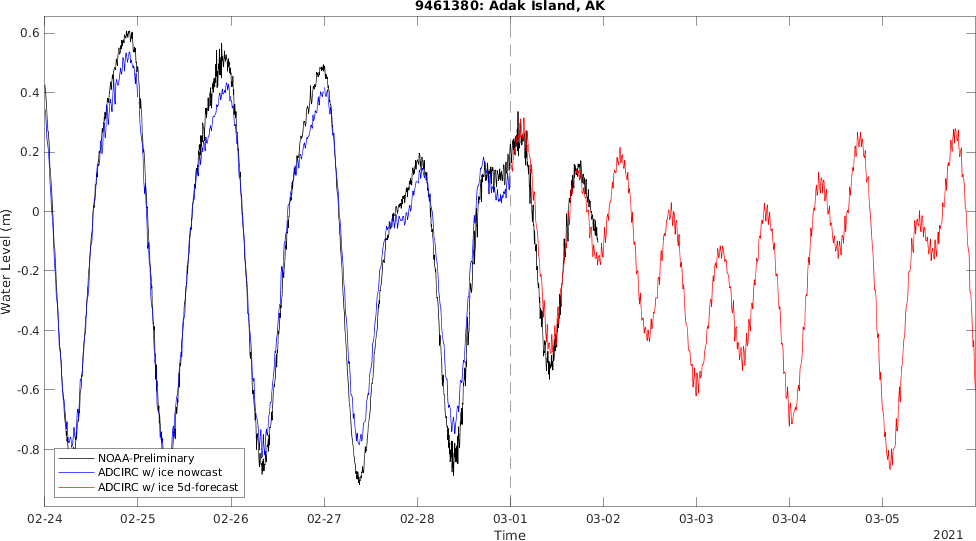 9461380: Adak Island, AK
Water Level (m)
0.6
0.4
0.2
0
-0.2
-0.4
-0.6
-0.8
NOAA-Preliminary
ADCIRC w/ ice nowcast
ADCIRC w/ ice 5d-forecast
02-24 02-25 02-26 02-27 02-28 03-01 03-02 03-03 03-04 03-05
Time
2021